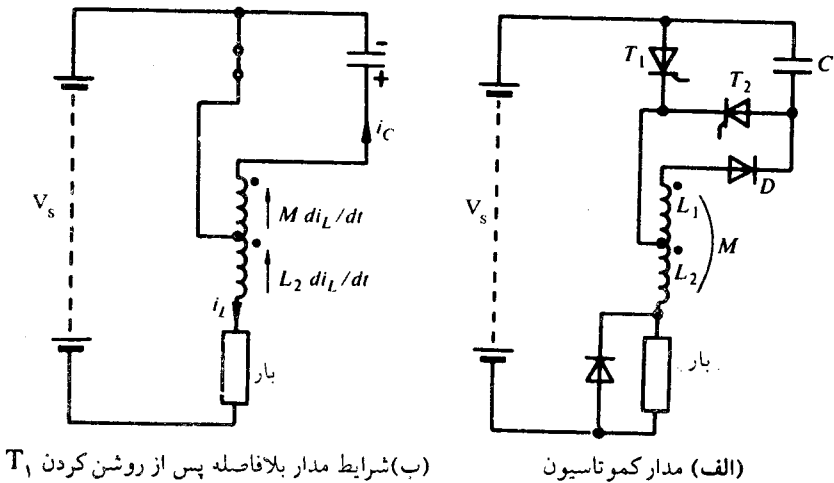 V_s
−
+
i_C
M di_L/dt
L_2 di_L/dt
i_L
بار
(ب) شرایط مدار بلافاصله پس از روشن کردن T_۱
V_s
T_1
C
T_2
D
L_1
M
L_2
بار
(الف) مدار کموتاسیون